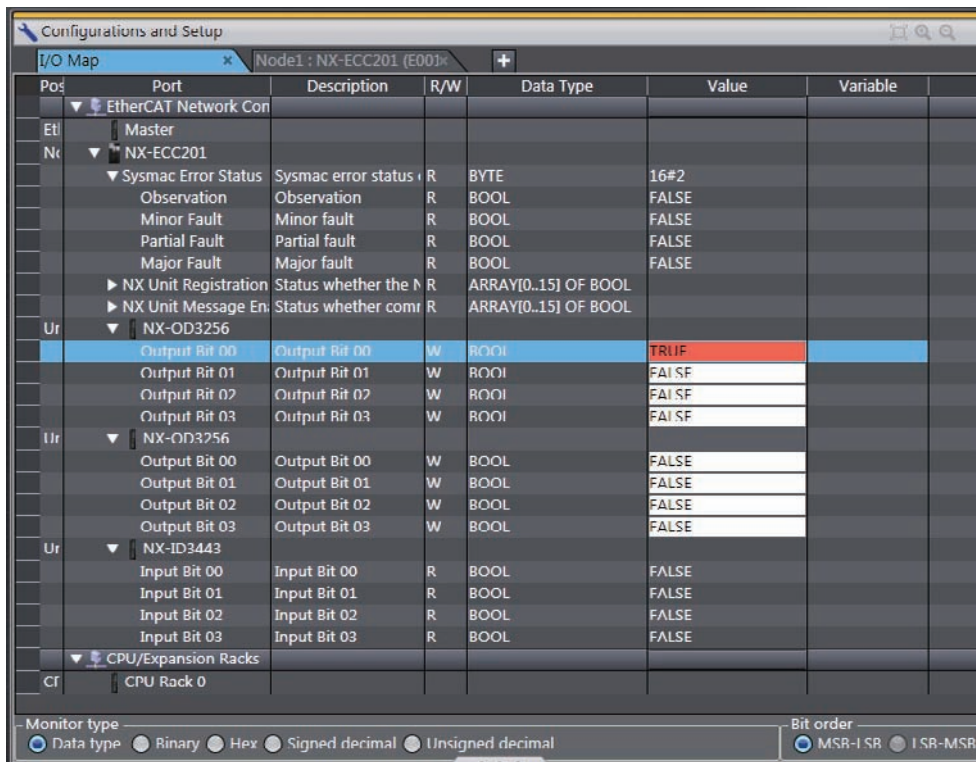 Configurations and Setup
I/O Map Node1 : NX-ECC201 (E001
Pos Port Description R/W Data Type Value Variable
EtherCAT Network Con
Etl Master
No NX-ECC201
Sysmac Error Status Sysmac error status R BYTE 16#2
Observation Observation R BOOL FALSE
Minor Fault Minor fault R BOOL FALSE
Partial Fault Partial fault R BOOL FALSE
Major Fault Major fault R BOOL FALSE
NX Unit Registration Status whether the N R ARRAY[0..15] OF BOOL
NX Unit Message En Status whether comm R ARRAY[0..15] OF BOOL
Ur NX-OD3256
Output Bit 00 Output Bit 00 W BOOL TRUE
Output Bit 01 Output Bit 01 W BOOL FALSE
Output Bit 02 Output Bit 02 W BOOL FALSE
Output Bit 03 Output Bit 03 W BOOL FALSE
Ur NX-OD3256
Output Bit 00 Output Bit 00 W BOOL FALSE
Output Bit 01 Output Bit 01 W BOOL FALSE
Output Bit 02 Output Bit 02 W BOOL FALSE
Output Bit 03 Output Bit 03 W BOOL FALSE
Ur NX-ID3443
Input Bit 00 Input Bit 00 R BOOL FALSE
Input Bit 01 Input Bit 01 R BOOL FALSE
Input Bit 02 Input Bit 02 R BOOL FALSE
Input Bit 03 Input Bit 03 R BOOL FALSE
CPU/Expansion Racks
CPU Rack 0
Monitor type Bit order
Data type Binary Hex Signed decimal Unsigned decimal MSB-LSB LSB-MSB